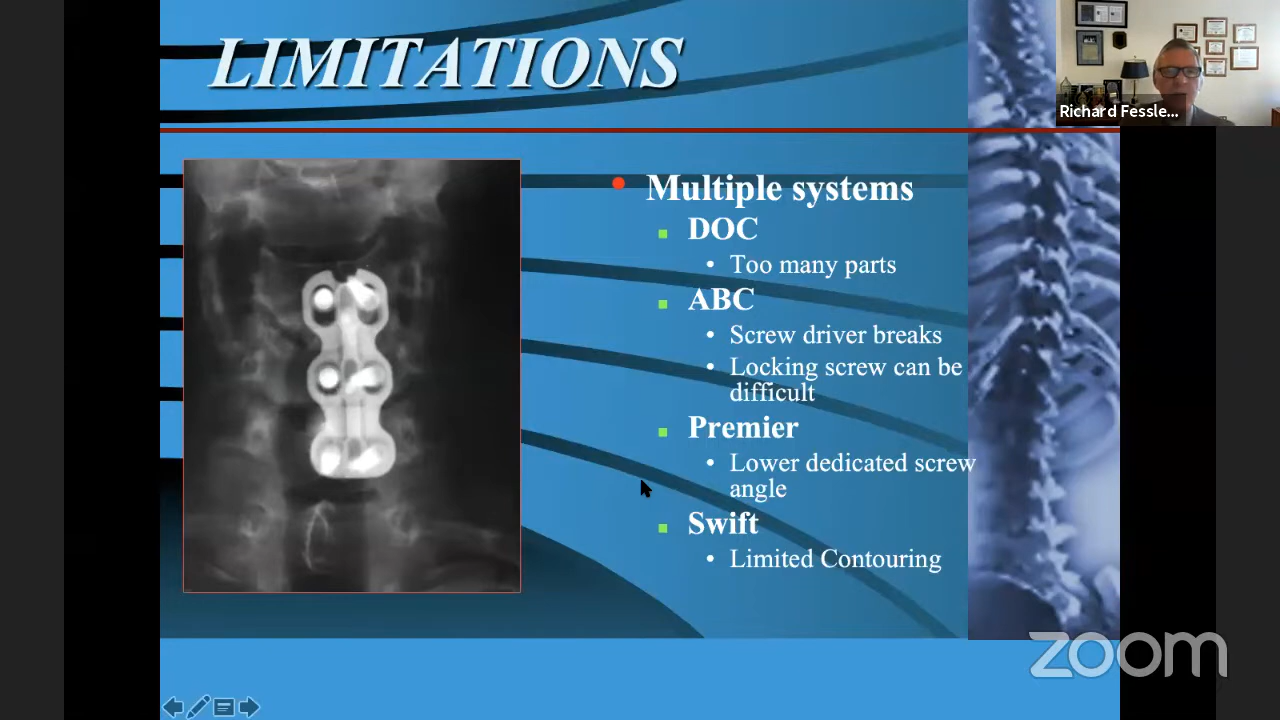 LIMITATIONS
Richard Fessle...
Multiple systems
DOC
Too many parts
ABC
Screw driver breaks
Locking screw can be
difficult
Premier
Lower dedicated screw
angle
Swift
Limited Contouring
zoom